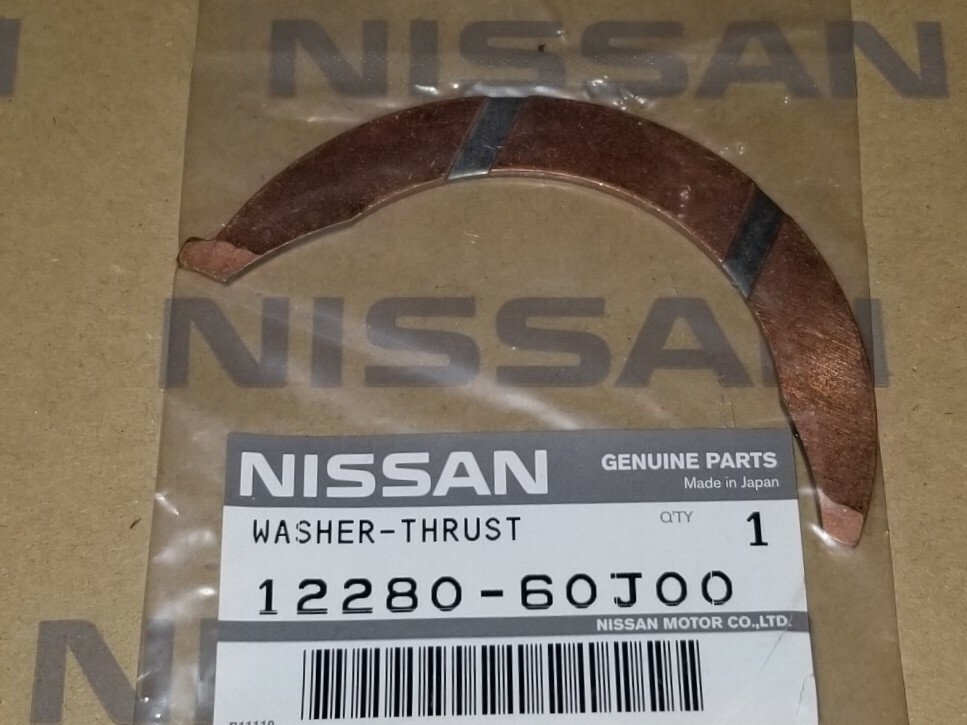 NISSAN
NISSAN
NISSAN GENUINE PARTS
Made in Japan
WASHER-THRUST QTY 1
12280-60J00
NISSAN MOTOR CO.,LTD.